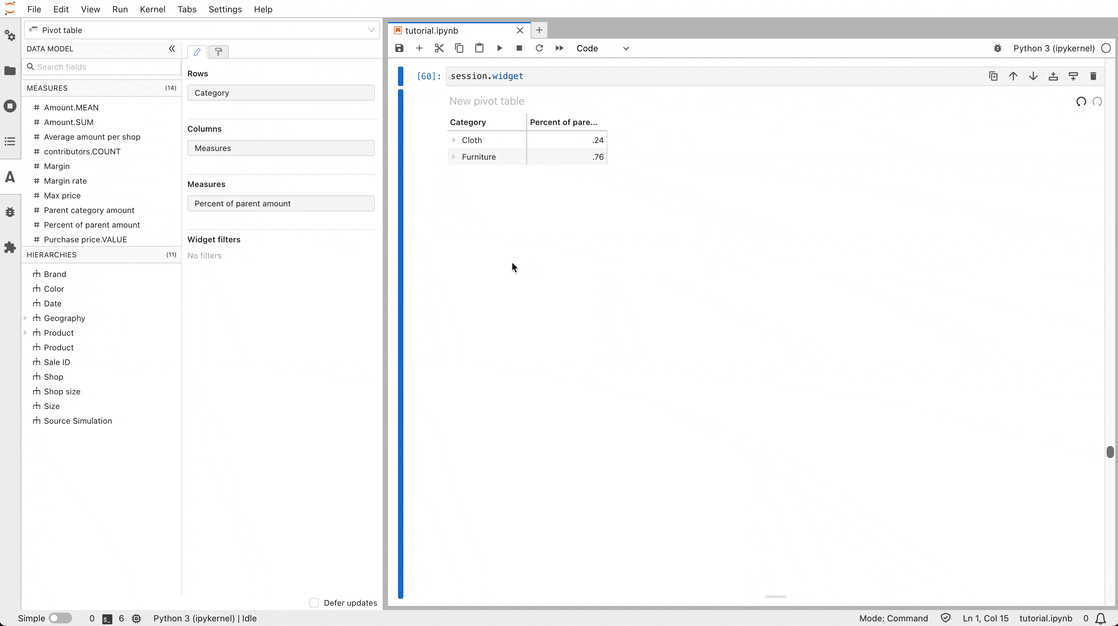 File Edit View Run Kernel Tabs Settings Help
Pivot table
DATA MODEL
Search fields
MEASURES (14)
# Amount.MEAN
# Amount.SUM
# Average amount per shop
# contributors.COUNT
# Margin
# Margin rate
# Max price
# Parent category amount
# Percent of parent amount
# Purchase price.VALUE
HIERARCHIES (11)
Brand
Color
Date
Geography
Product
Product
Sale ID
Shop
Shop size
Size
Source Simulation
Rows
Category
Columns
Measures
Measures
Percent of parent amount
Widget filters
No filters
Defer updates
tutorial.ipynb
Code
Python 3 (ipykernel)
[60]: session.widget
New pivot table
Category Percent of pare...
Cloth .24
Furniture .76
Simple 0 6 Python 3 (ipykernel) | Idle Mode: Command Ln 1, Col 15 tutorial.ipynb 0